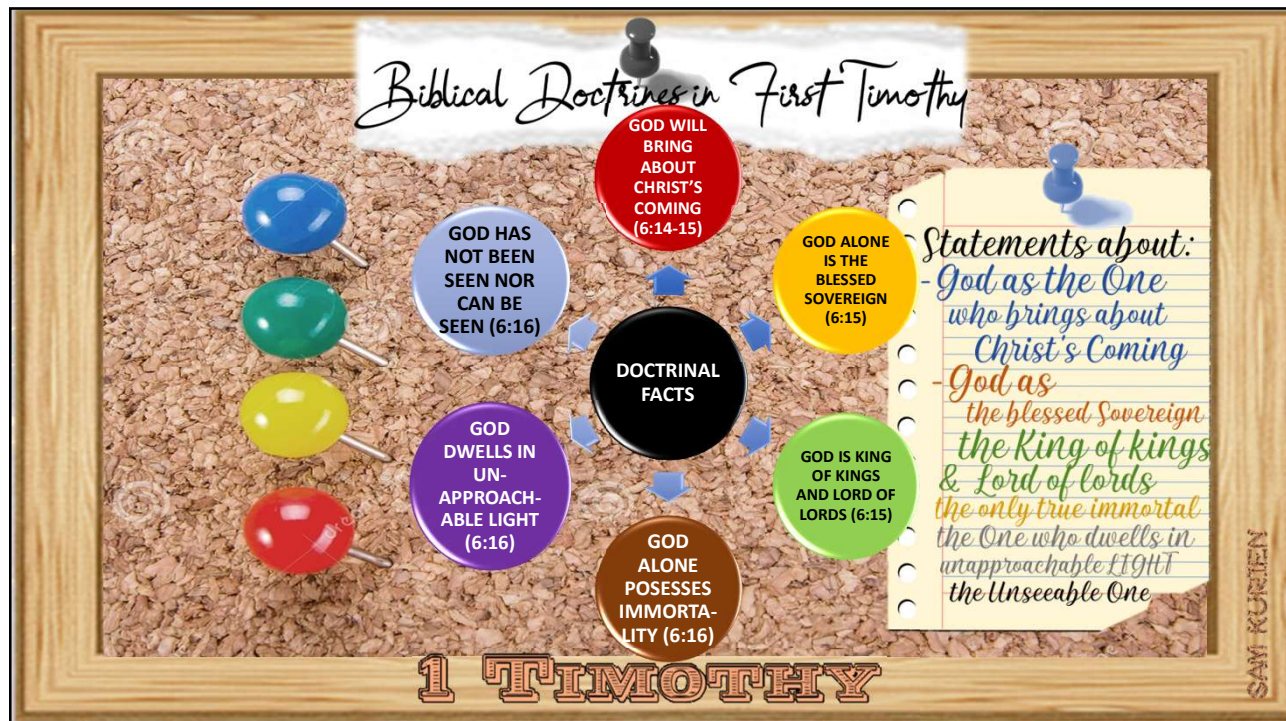 Biblical Doctrines in First Timothy
GOD WILL
BRING
ABOUT
CHRIST'S
COMING
(6:14-15)
GOD ALONE
IS THE
BLESSED
SOVEREIGN
(6:15)
GOD IS KING
OF KINGS
AND LORD OF
LORDS (6:15)
GOD
ALONE
POSESSES
IMMORTA-
LITY (6:16)
GOD
DWELLS IN
UN-
APPROACH-
ABLE LIGHT
(6:16)
GOD HAS
NOT BEEN
SEEN NOR
CAN BE
SEEN (6:16)
DOCTRINAL
FACTS
Statements about:
- God as the One
who brings about
Christ's Coming
- God as
the blessed Sovereign
the King of kings
& Lord of lords
the only true immortal
the One who dwells in
unapproachable LIGHT
the Unseeable One
1 TIMOTHY
SAM KURIEN